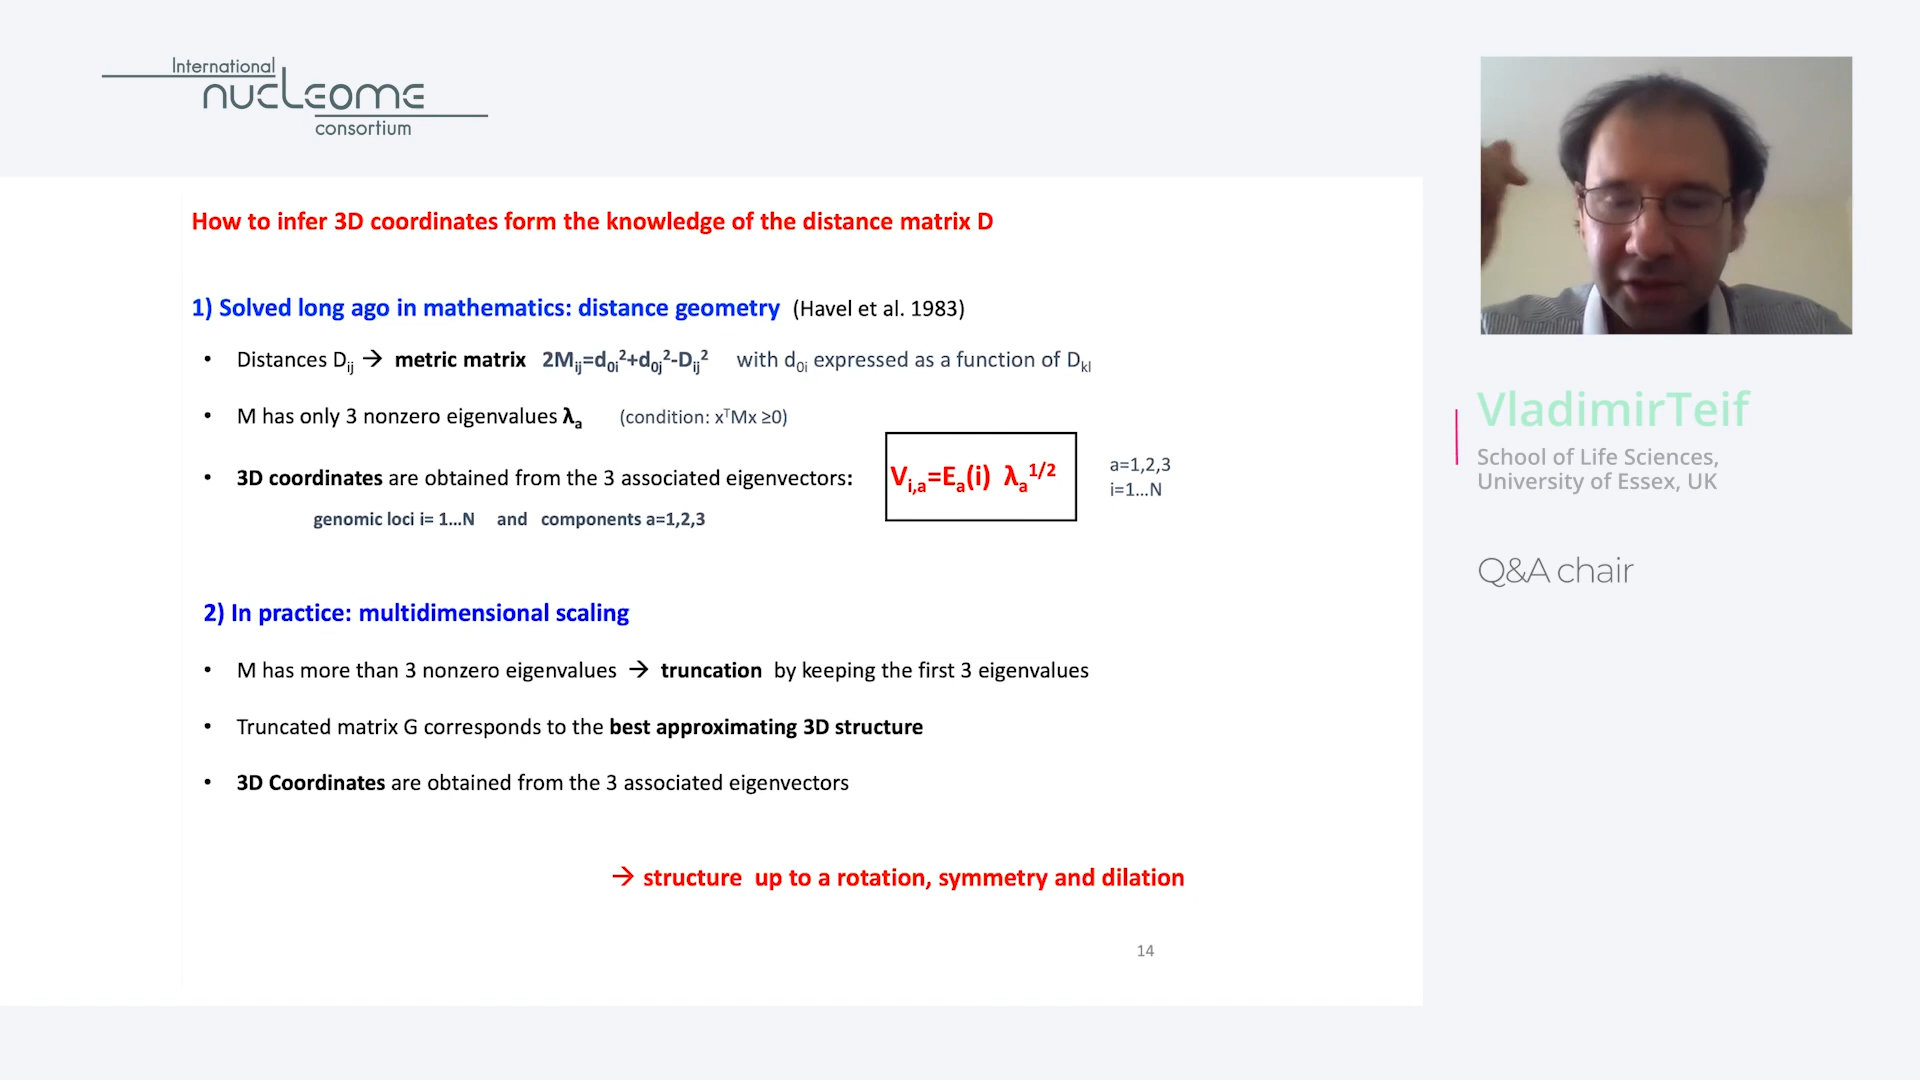 International
nucleome
consortium
How to infer 3D coordinates form the knowledge of the distance matrix D
1) Solved long ago in mathematics: distance geometry (Havel et al. 1983)
• Distances Dij → metric matrix 2Mij=d0i²+d0j²-Dij² with d0i expressed as a function of Dkl
• M has only 3 nonzero eigenvalues λa (condition: xᵀMx ≥0)
• 3D coordinates are obtained from the 3 associated eigenvectors: Vi,a=Ea(i) λa^1/2
a=1,2,3
i=1...N
genomic loci i= 1...N and components a=1,2,3
2) In practice: multidimensional scaling
• M has more than 3 nonzero eigenvalues → truncation by keeping the first 3 eigenvalues
• Truncated matrix G corresponds to the best approximating 3D structure
• 3D Coordinates are obtained from the 3 associated eigenvectors
→ structure up to a rotation, symmetry and dilation
14
VladimirTeif
School of Life Sciences,
University of Essex, UK
Q&A chair